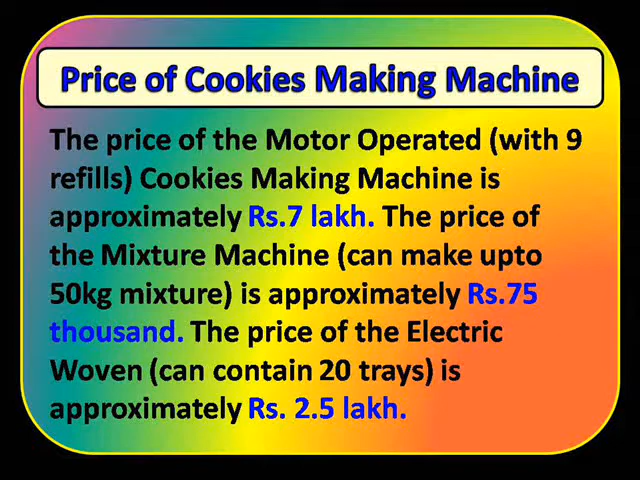 Price of Cookies Making Machine
The price of the Motor Operated (with 9
refills) Cookies Making Machine is
approximately Rs.7 lakh. The price of
the Mixture Machine (can make upto
50kg mixture) is approximately Rs.75
thousand. The price of the Electric
Woven (can contain 20 trays) is
approximately Rs. 2.5 lakh.